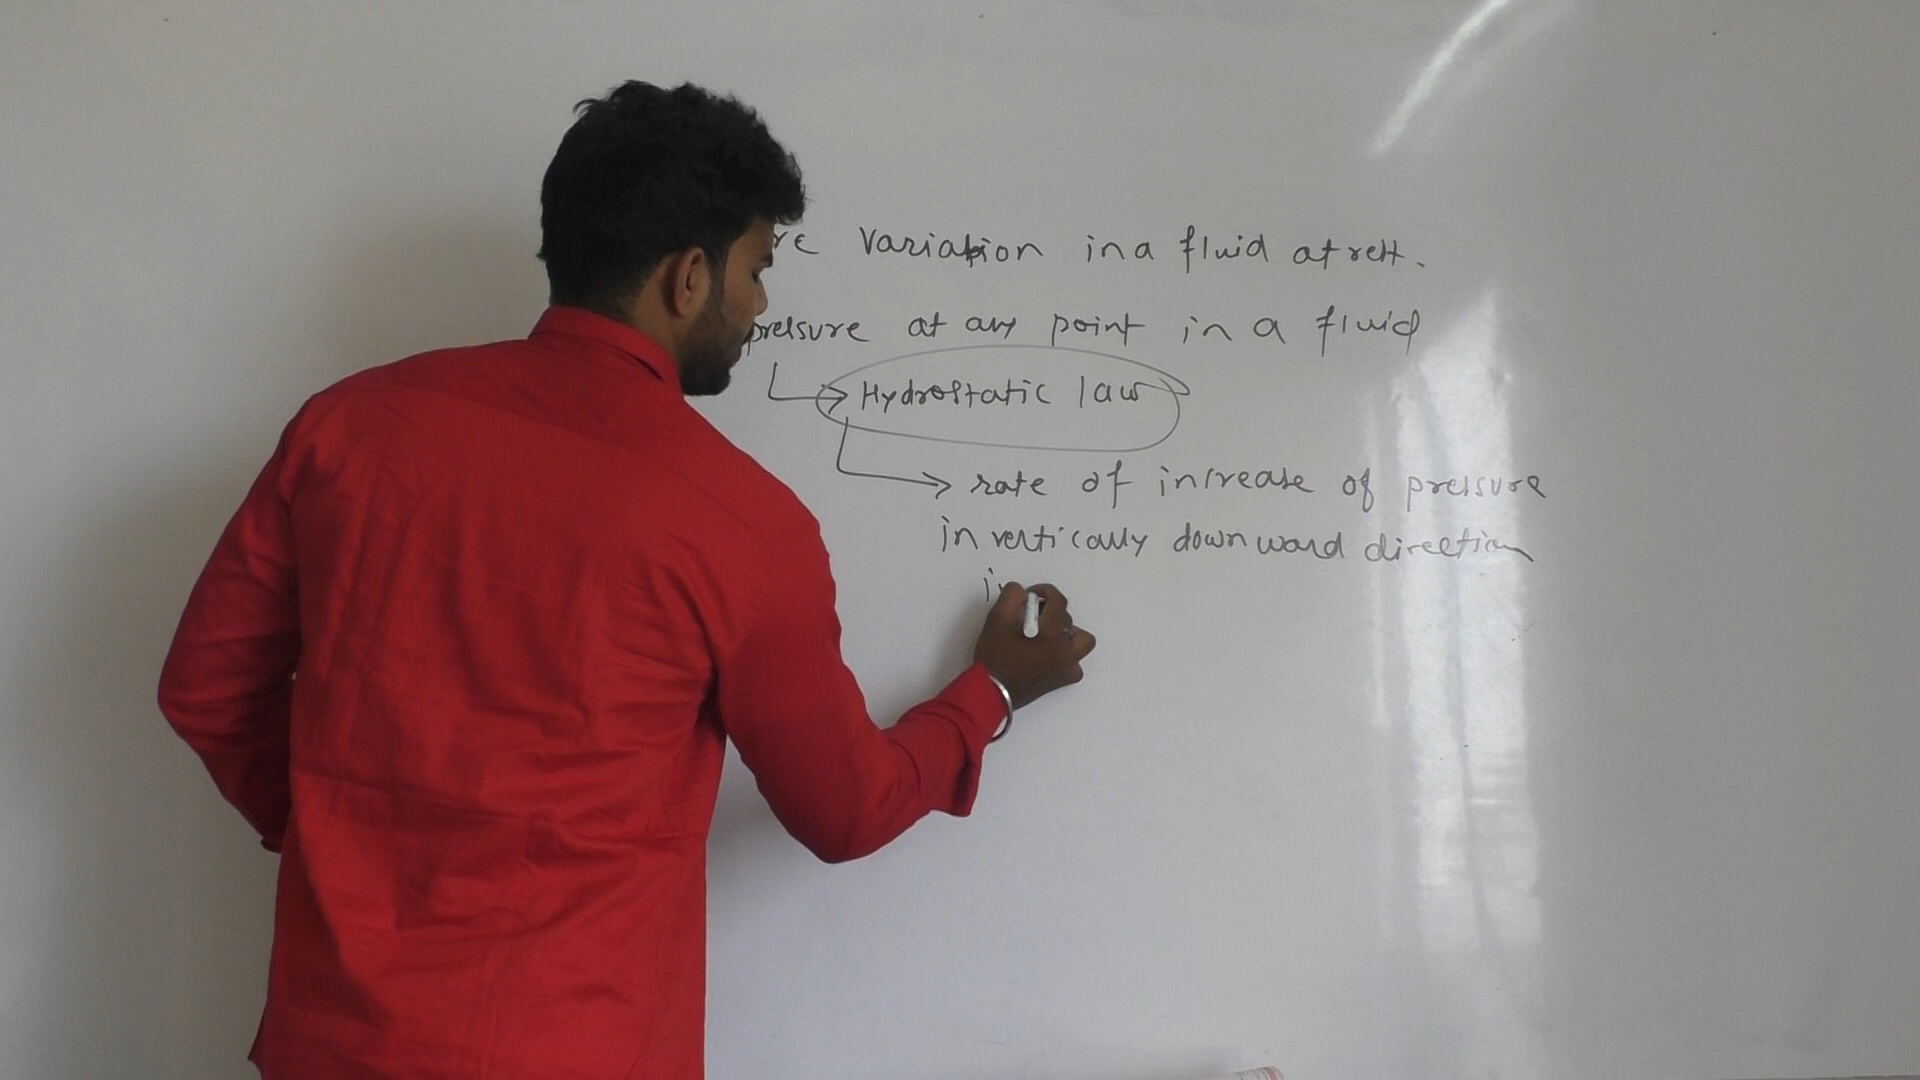 re variation in a fluid at rest.
pressure at any point in a fluid
Hydrostatic law
rate of increase of pressure
in vertically downward direction
i